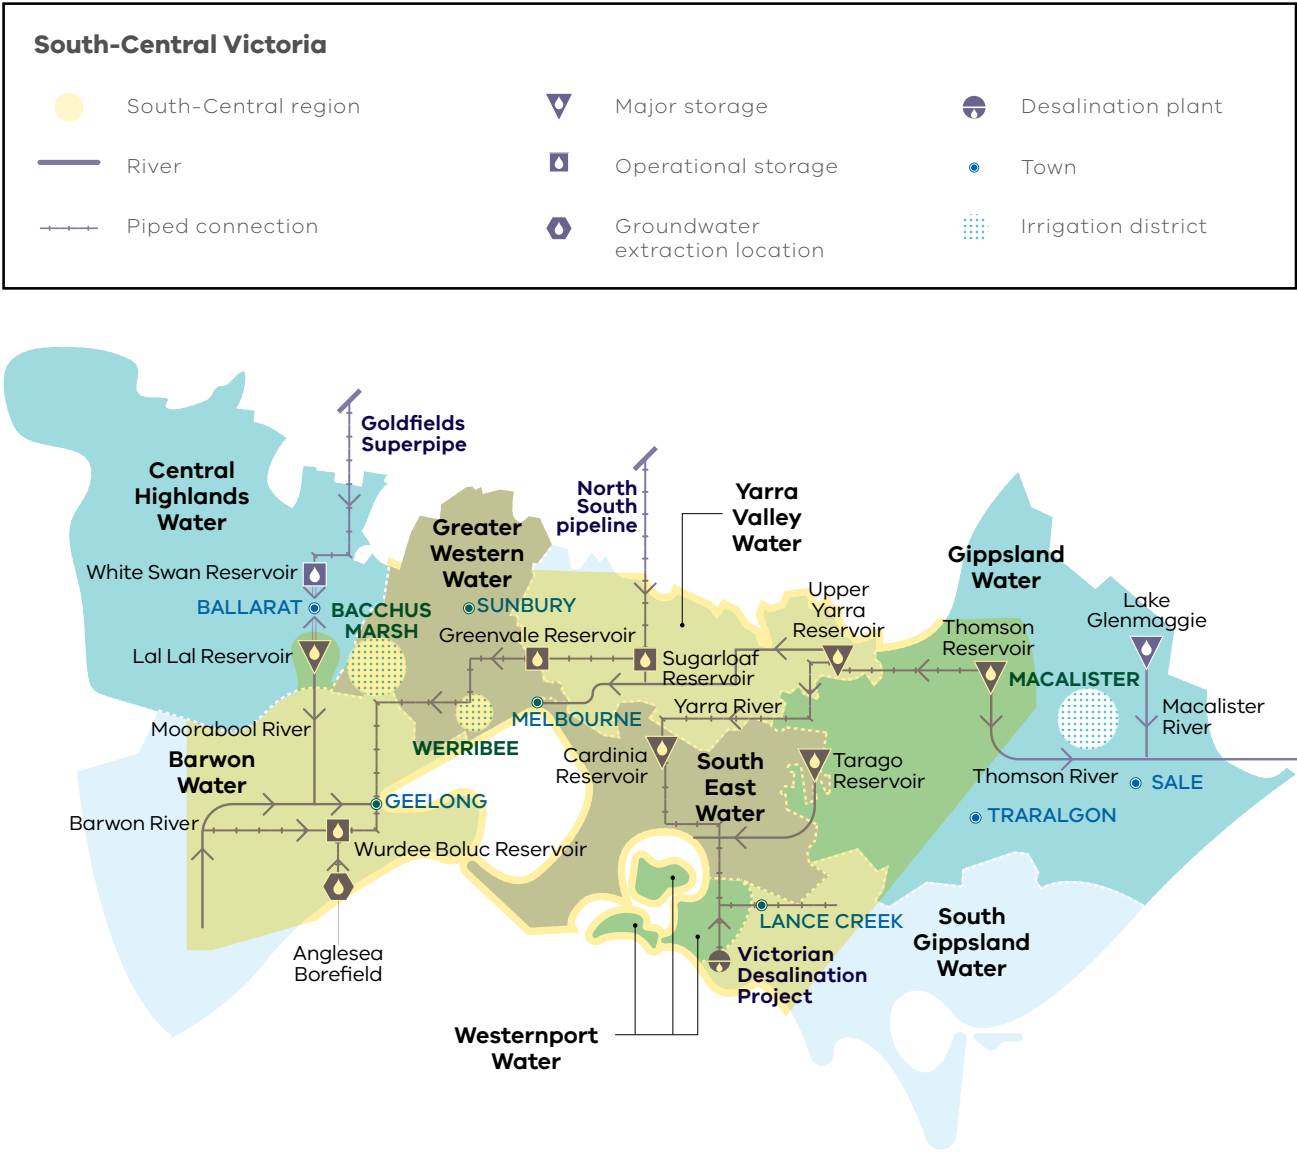 South-Central Victoria
South-Central region
River
Piped connection
Major storage
Operational storage
Groundwater
extraction location
Desalination plant
Town
Irrigation district
Goldfields
Superpipe
Central
Highlands
Water
North
South
pipeline
Yarra
Valley
Water
Greater
Western
Water
Gippsland
Water
White Swan Reservoir
BALLARAT
BACCHUS
MARSH
SUNBURY
Upper
Yarra
Reservoir
Lake
Glenmaggie
Lal Lal Reservoir
Greenvale Reservoir
Sugarloaf
Reservoir
Thomson
Reservoir
MACALISTER
Moorabool River
MELBOURNE
Yarra River
Macalister
River
WERRIBEE
Barwon
Water
Cardinia
Reservoir
South
East
Water
Tarago
Reservoir
Thomson River
SALE
GEELONG
TRARALGON
Barwon River
Wurdee Boluc Reservoir
LANCE CREEK
South
Gippsland
Water
Anglesea
Borefield
Victorian
Desalination
Project
Westernport
Water